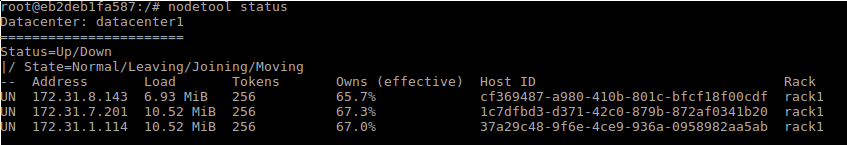 root@eb2deb1fa587:/# nodetool status
Datacenter: datacenter1
=======================
Status=Up/Down
|/ State=Normal/Leaving/Joining/Moving
--  Address       Load       Tokens       Owns (effective)  Host ID                               Rack
UN  172.31.8.143  6.93 MiB   256          65.7%             cf369487-a980-410b-801c-bfcf18f00cdf  rack1
UN  172.31.7.201  10.52 MiB  256          67.3%             1c7dfbd3-d371-42c0-879b-872af0341b20  rack1
UN  172.31.1.114  10.52 MiB  256          67.0%             37a29c48-9f6e-4ce9-936a-0958982aa5ab  rack1